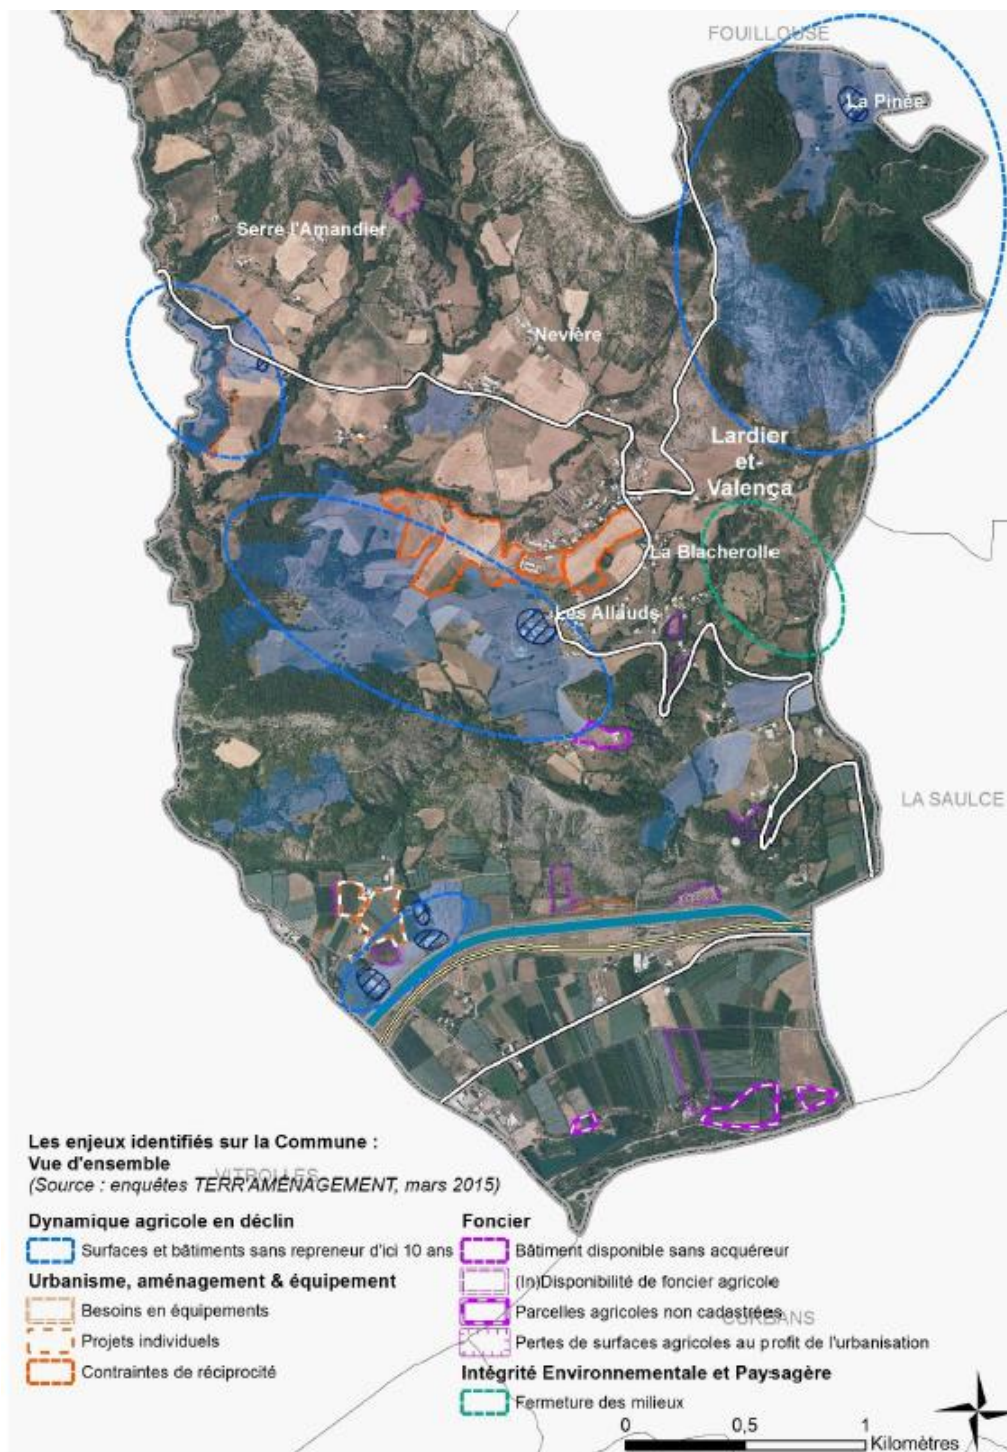 FOUILLOUSE
La Pinée
Serre l'Amandier
Nevière
Lardier
et-
Valença
La Blacherolle
Les Allauds
LA SAULCE
Les enjeux identifiés sur la Commune :
Vue d'ensemble
VITROLLES
(Source : enquêtes TERR'AMÉNAGEMENT, mars 2015)
Dynamique agricole en déclin
Surfaces et bâtiments sans repreneur d'ici 10 ans
Urbanisme, aménagement & équipement
Besoins en équipements
Projets individuels
Contraintes de réciprocité
Foncier
Bâtiment disponible sans acquéreur
(In)Disponibilité de foncier agricole
Parcelles agricoles non cadastrées
CURBANS
Pertes de surfaces agricoles au profit de l'urbanisation
Intégrité Environnementale et Paysagère
Fermeture des milieux
0 0,5 1
Kilomètres